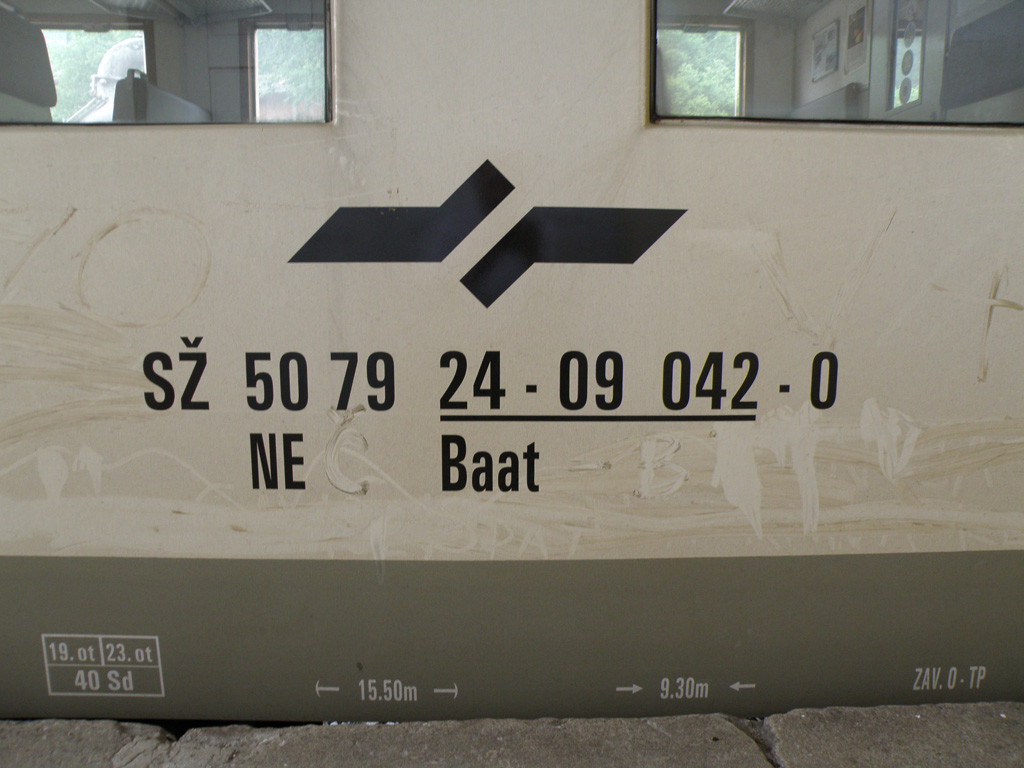 SŽ 50 79 24 - 09 042 - 0
NE Baat
19. ot 23. ot
40 Sd
15.50m
9.30m
ZAV. O - TP